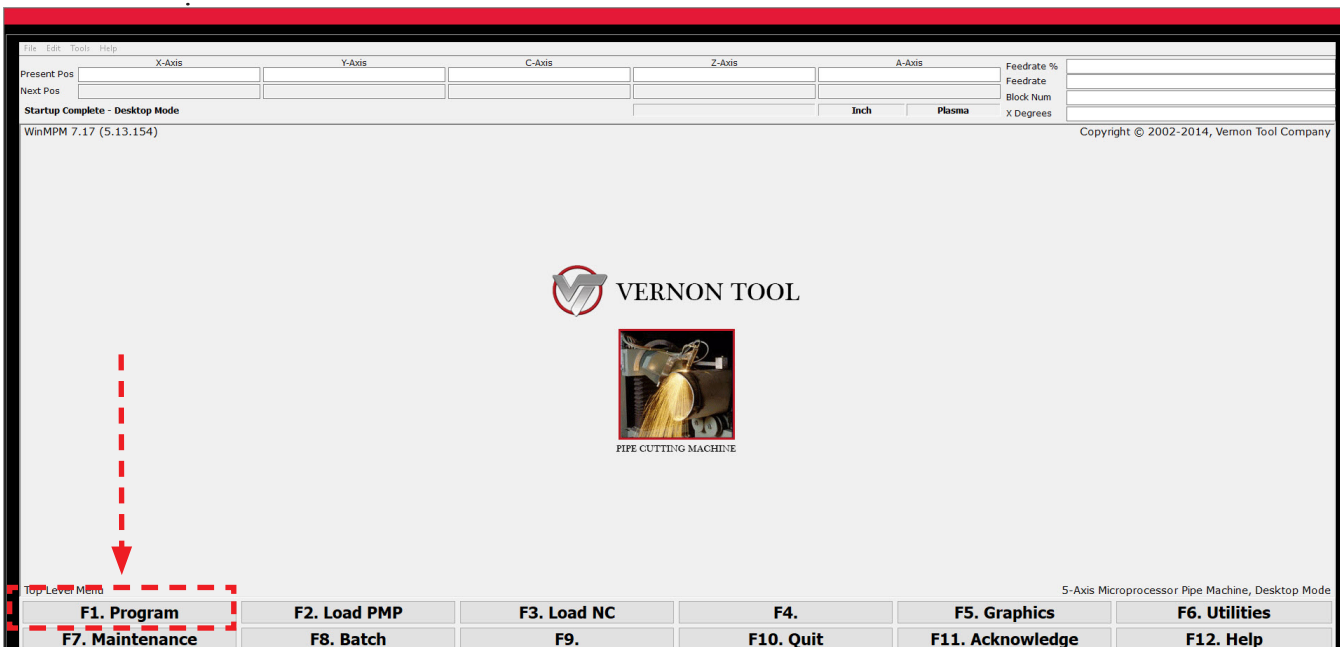 File Edit Tools Help
X-Axis Y-Axis C-Axis Z-Axis A-Axis
Present Pos Feedrate %
Feedrate
Next Pos
Block Num
Startup Complete - Desktop Mode Inch Plasma X Degrees
WinMPM 7.17 (5.13.154) Copyright © 2002-2014, Vernon Tool Company
VERNON TOOL
PIPE CUTTING MACHINE
Top Level Menu 5-Axis Microprocessor Pipe Machine, Desktop Mode
F1. Program F2. Load PMP F3. Load NC F4. F5. Graphics F6. Utilities
F7. Maintenance F8. Batch F9. F10. Quit F11. Acknowledge F12. Help